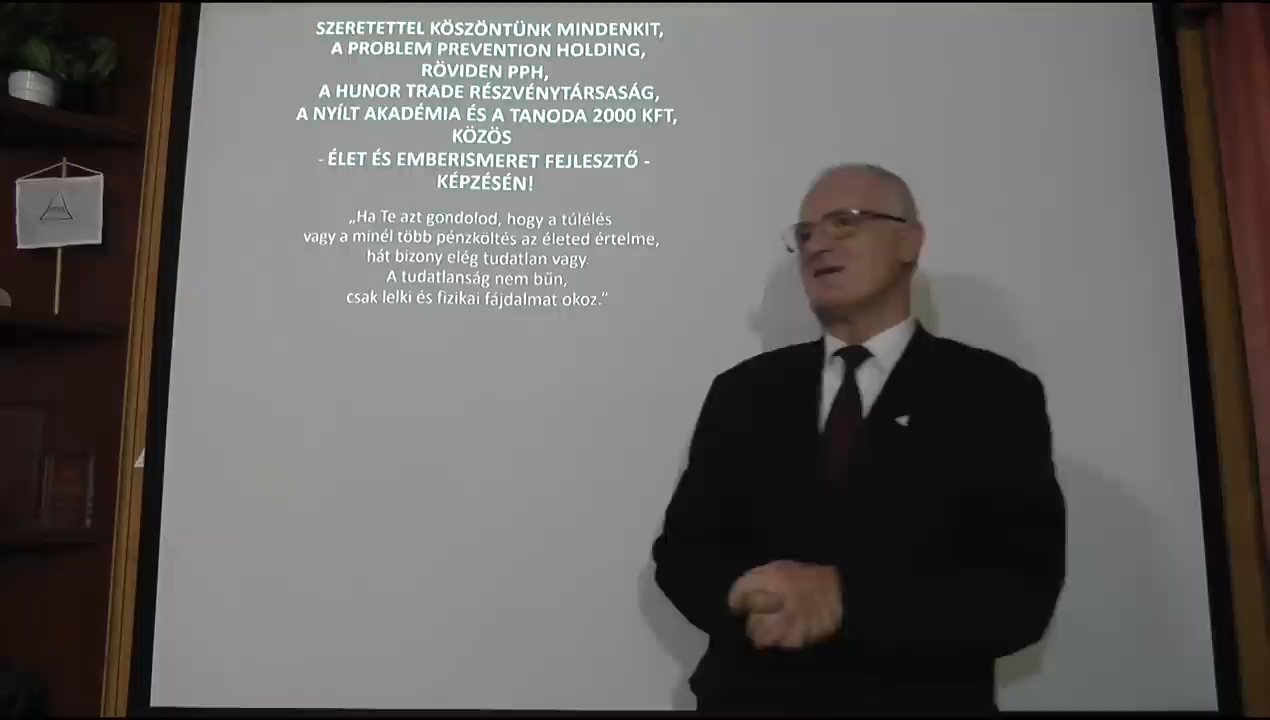 SZERETETTEL KÖSZÖNTÜNK MINDENKIT,
A PROBLEM PREVENTION HOLDING,
RÖVIDEN PPH,
A HUNOR TRADE RÉSZVÉNYTÁRSASÁG,
A NYÍLT AKADÉMIA ÉS A TANODA 2000 KFT,
KÖZÖS
- ÉLET ÉS EMBERISMERET FEJLESZTŐ -
KÉPZÉSÉN!
„Ha Te azt gondolod, hogy a túlélés
vagy a minél több pénzköltés az életed értelme,
hát bizony elég tudatlan vagy.
A tudatlanság nem bűn,
csak lelki és fizikai fájdalmat okoz.”